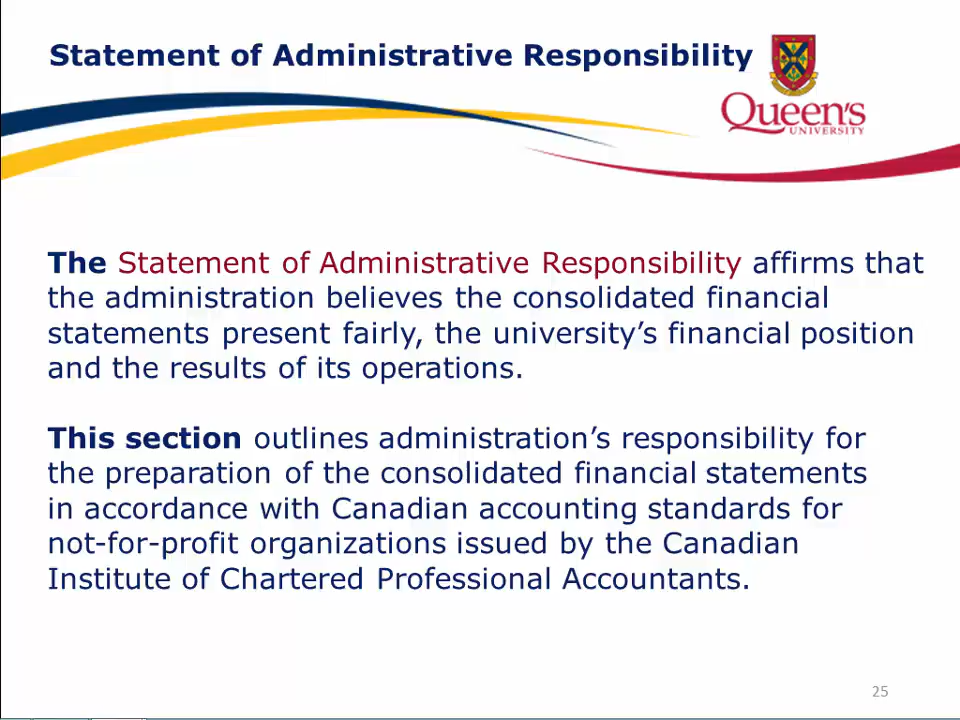 Statement of Administrative Responsibility
Queen's
UNIVERSITY
The Statement of Administrative Responsibility affirms that
the administration believes the consolidated financial
statements present fairly, the university’s financial position
and the results of its operations.
This section outlines administration’s responsibility for
the preparation of the consolidated financial statements
in accordance with Canadian accounting standards for
not-for-profit organizations issued by the Canadian
Institute of Chartered Professional Accountants.
25